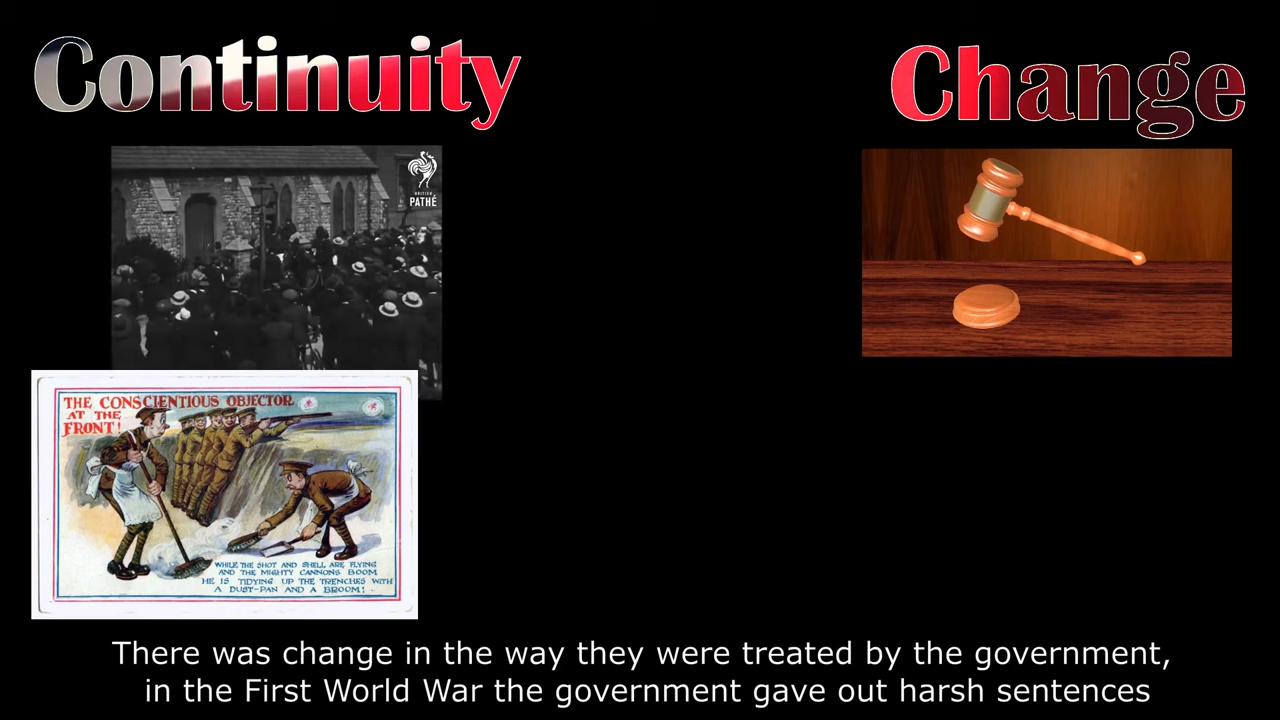 Continuity
Change
BRITISH
PATHÉ
THE CONSCIENTIOUS OBJECTOR
AT THE
FRONT!
WHILE THE SHOT AND SHELL ARE FLYING
AND THE MIGHTY CANNONS BOOM
HE IS TIDYING UP THE TRENCHES WITH
A DUST-PAN AND A BROOM!
There was change in the way they were treated by the government,
in the First World War the government gave out harsh sentences